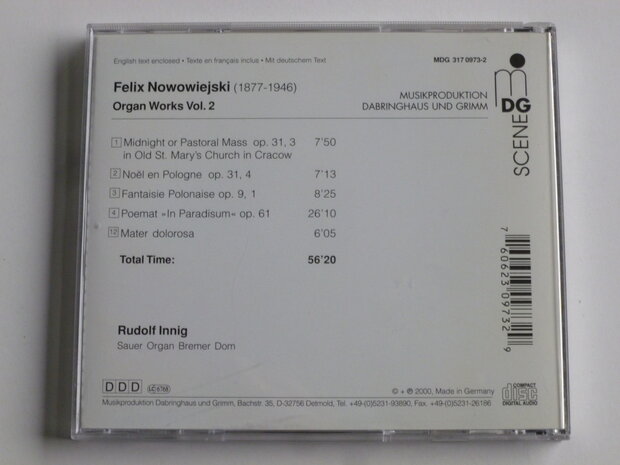 English text enclosed • Texte en français inclus • Mit deutschem Text
MDG 317 0973-2
Felix Nowowiejski (1877-1946)
Organ Works Vol. 2
MUSIKPRODUKTION
DABRINGHAUS UND GRIMM
MDG
SCENE
1 Midnight or Pastoral Mass op. 31, 3 7'50
in Old St. Mary's Church in Cracow
2 Noël en Pologne op. 31, 4 7'13
3 Fantaisie Polonaise op. 9, 1 8'25
4 Poemat »In Paradisum« op. 61 26'10
12 Mater dolorosa 6'05
Total Time: 56'20
7 60623 09732 9
Rudolf Innig
Sauer Organ Bremer Dom
DDD LC 6768
© + ℗ 2000, Made in Germany
COMPACT
disc
DIGITAL AUDIO
Musikproduktion Dabringhaus und Grimm, Bachstr. 35, D-32756 Detmold, Tel. +49-(0)5231-93890, Fax. +49-(0)5231-26186